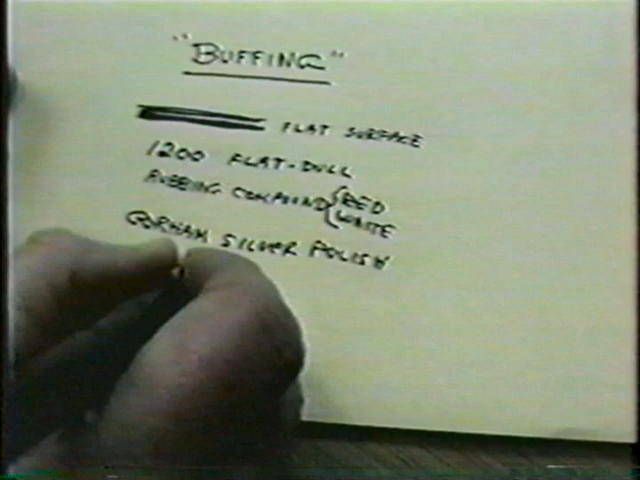 "BUFFING"
FLAT SURFACE
1200 FLAT-DULL
RUBBING COMPOUND { RED
WHITE
GORHAM SILVER POLISH